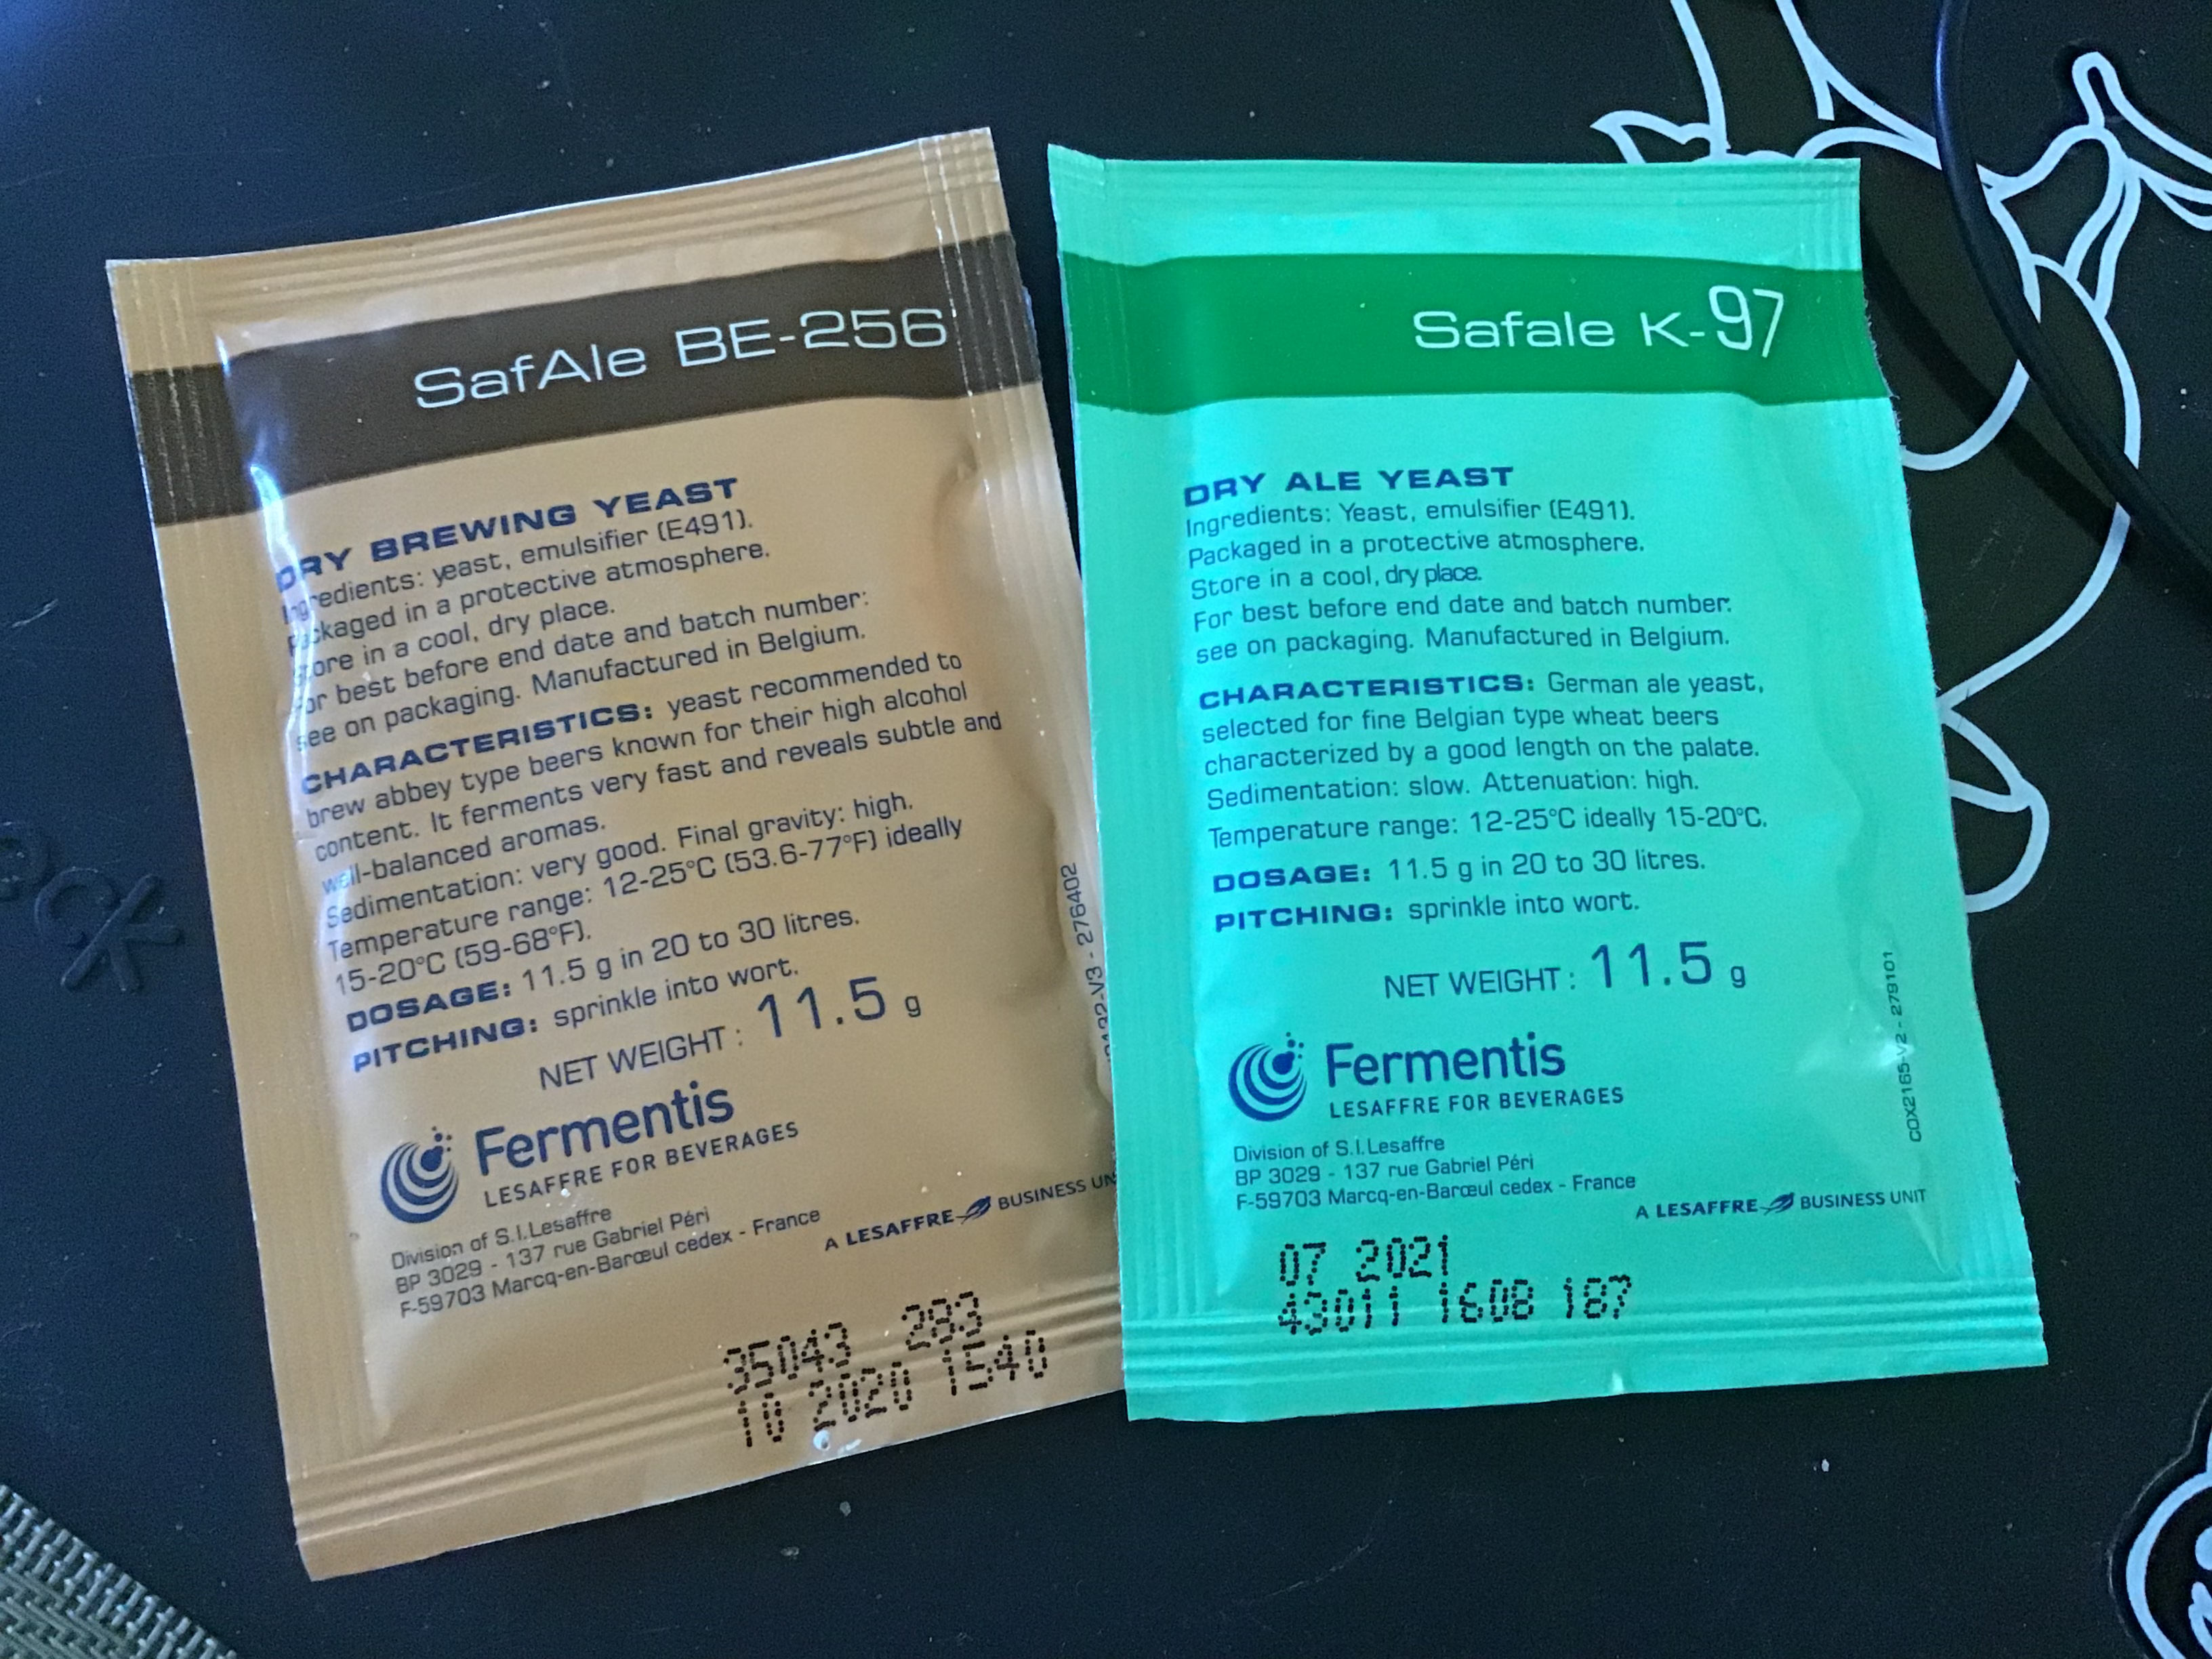 SafAle BE-256
DRY BREWING YEAST
Ingredients: yeast, emulsifier (E491).
Packaged in a protective atmosphere.
Store in a cool, dry place.
For best before end date and batch number:
see on packaging. Manufactured in Belgium.
CHARACTERISTICS: yeast recommended to
brew abbey type beers known for their high alcohol
content. It ferments very fast and reveals subtle and
well-balanced aromas.
Sedimentation: very good. Final gravity: high.
Temperature range: 12-25°C (53.6-77°F) ideally
15-20°C (59-68°F).
DOSAGE: 11.5 g in 20 to 30 litres.
PITCHING: sprinkle into wort.
NET WEIGHT : 11.5 g
Fermentis
LESAFFRE FOR BEVERAGES
Division of S.I.Lesaffre
BP 3029 - 137 rue Gabriel Péri
F-59703 Marcq-en-Barœul cedex - France
A LESAFFRE BUSINESS UN
35043 283
10 2020 1540
Safale K-97
DRY ALE YEAST
Ingredients: Yeast, emulsifier (E491).
Packaged in a protective atmosphere.
Store in a cool, dry place.
For best before end date and batch number:
see on packaging. Manufactured in Belgium.
CHARACTERISTICS: German ale yeast,
selected for fine Belgian type wheat beers
characterized by a good length on the palate.
Sedimentation: slow. Attenuation: high.
Temperature range: 12-25°C ideally 15-20°C.
DOSAGE: 11.5 g in 20 to 30 litres.
PITCHING: sprinkle into wort.
NET WEIGHT : 11.5 g
Fermentis
LESAFFRE FOR BEVERAGES
Division of S.I.Lesaffre
BP 3029 - 137 rue Gabriel Péri
F-59703 Marcq-en-Barœul cedex - France
A LESAFFRE BUSINESS UNIT
COX2165-V2 - 279101
07 2021
43011 1608 187